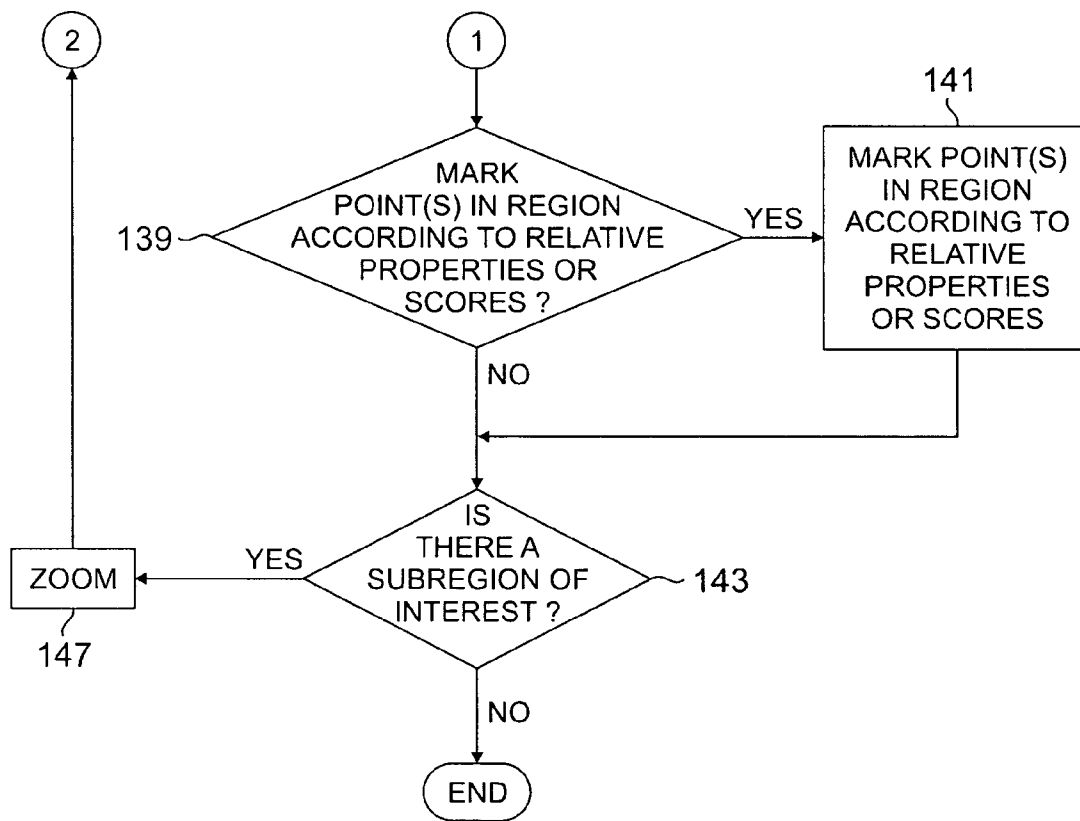 2
1
141
MARK
POINT(S) IN REGION
ACCORDING TO RELATIVE
PROPERTIES OR
SCORES ?
139
YES
MARK POINT(S)
IN REGION
ACCORDING TO
RELATIVE
PROPERTIES
OR SCORES
NO
IS
THERE A
SUBREGION OF
INTEREST ?
143
YES
ZOOM
147
NO
END